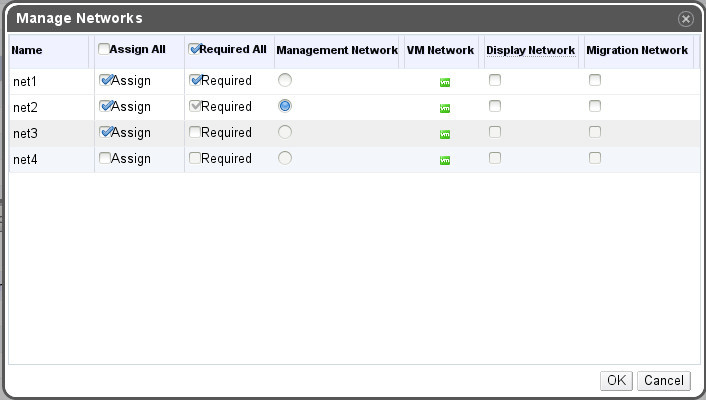 Manage Networks
Name Assign All Required All Management Network VM Network Display Network Migration Network
net1 Assign Required vm
net2 Assign Required vm
net3 Assign Required vm
net4 Assign Required vm
OK Cancel